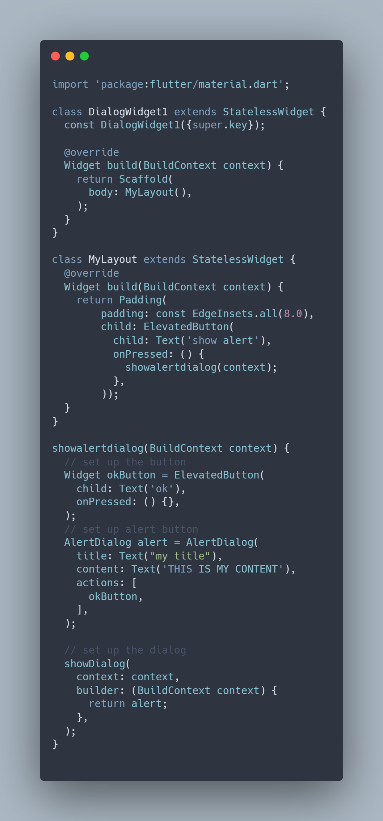 import 'package:flutter/material.dart';

class DialogWidget1 extends StatelessWidget {
  const DialogWidget1({super.key});

  @override
  Widget build(BuildContext context) {
    return Scaffold(
      body: MyLayout(),
    );
  }
}

class MyLayout extends StatelessWidget {
  @override
  Widget build(BuildContext context) {
    return Padding(
        padding: const EdgeInsets.all(8.0),
        child: ElevatedButton(
          child: Text('show alert'),
          onPressed: () {
            showalertdialog(context);
          },
        ));
  }
}

showalertdialog(BuildContext context) {
  // set up the button
  Widget okButton = ElevatedButton(
    child: Text('ok'),
    onPressed: () {},
  );
  // set up alert button
  AlertDialog alert = AlertDialog(
    title: Text("my title"),
    content: Text('THIS IS MY CONTENT'),
    actions: [
      okButton,
    ],
  );

  // set up the dialog
  showDialog(
    context: context,
    builder: (BuildContext context) {
      return alert;
    },
  );
}